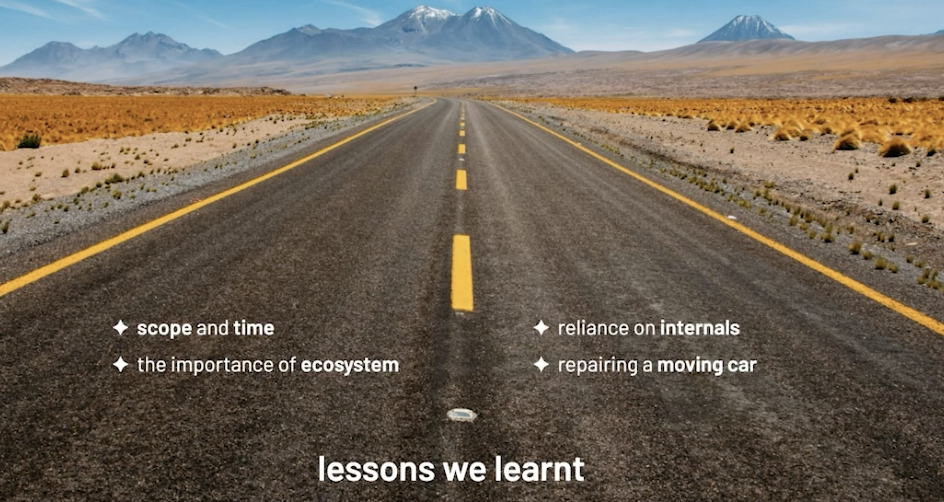 scope and time
the importance of ecosystem
reliance on internals
repairing a moving car
lessons we learnt